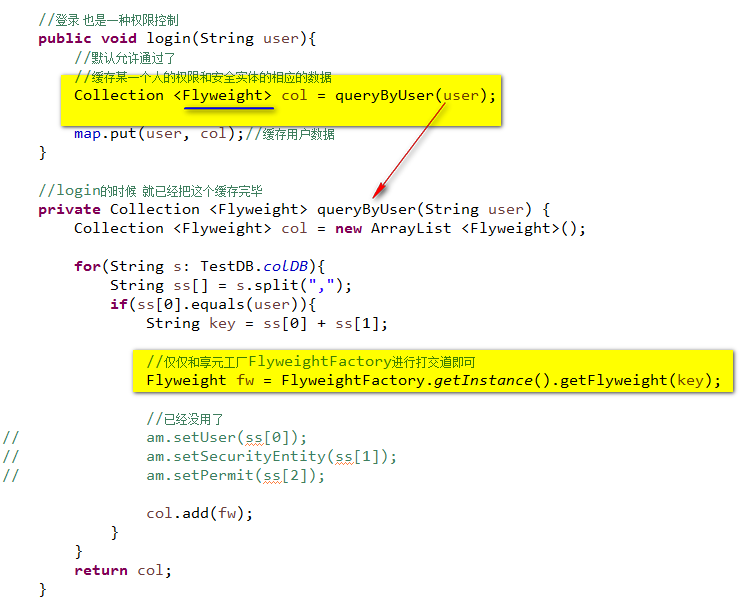 //登录 也是一种权限控制
public void login(String user){
//默认允许通过了
//缓存某一个人的权限和安全实体的相应的数据
Collection <Flyweight> col = queryByUser(user);
map.put(user, col);//缓存用户数据
}
//login的时候 就已经把这个缓存完毕
private Collection <Flyweight> queryByUser(String user) {
Collection <Flyweight> col = new ArrayList <Flyweight>();
for(String s: TestDB.colDB){
String ss[] = s.split(",");
if(ss[0].equals(user)){
String key = ss[0] + ss[1];
//仅仅和享元工厂FlyweightFactory进行打交道即可
Flyweight fw = FlyweightFactory.getInstance().getFlyweight(key);
//已经没用了
// am.setUser(ss[0]);
// am.setSecurityEntity(ss[1]);
// am.setPermit(ss[2]);
col.add(fw);
}
}
return col;
}